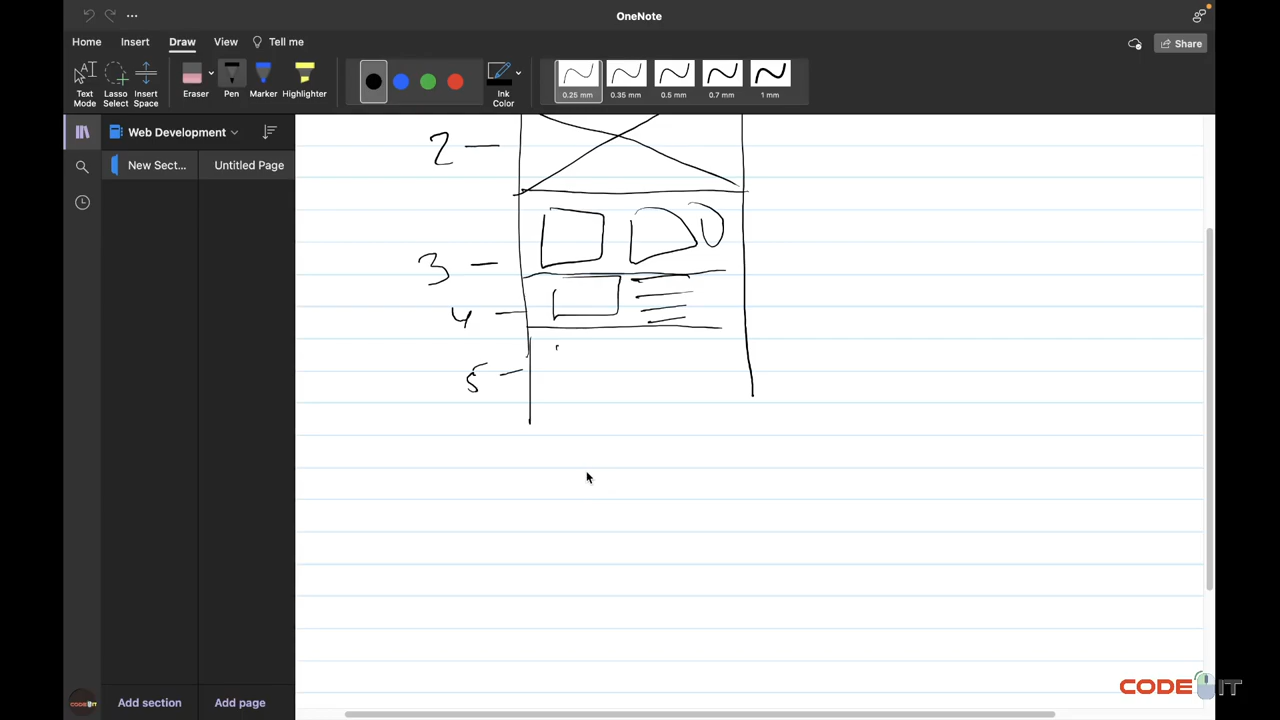 OneNote
Home Insert Draw View Tell me
Share
Text Mode
Lasso Select
Insert Space
Eraser
Pen
Marker
Highlighter
Ink Color
0.25 mm
0.35 mm
0.5 mm
0.7 mm
1 mm
Web Development
New Sect...
Untitled Page
2 —
3 —
4 —
5 —
Add section
Add page
CODE IT